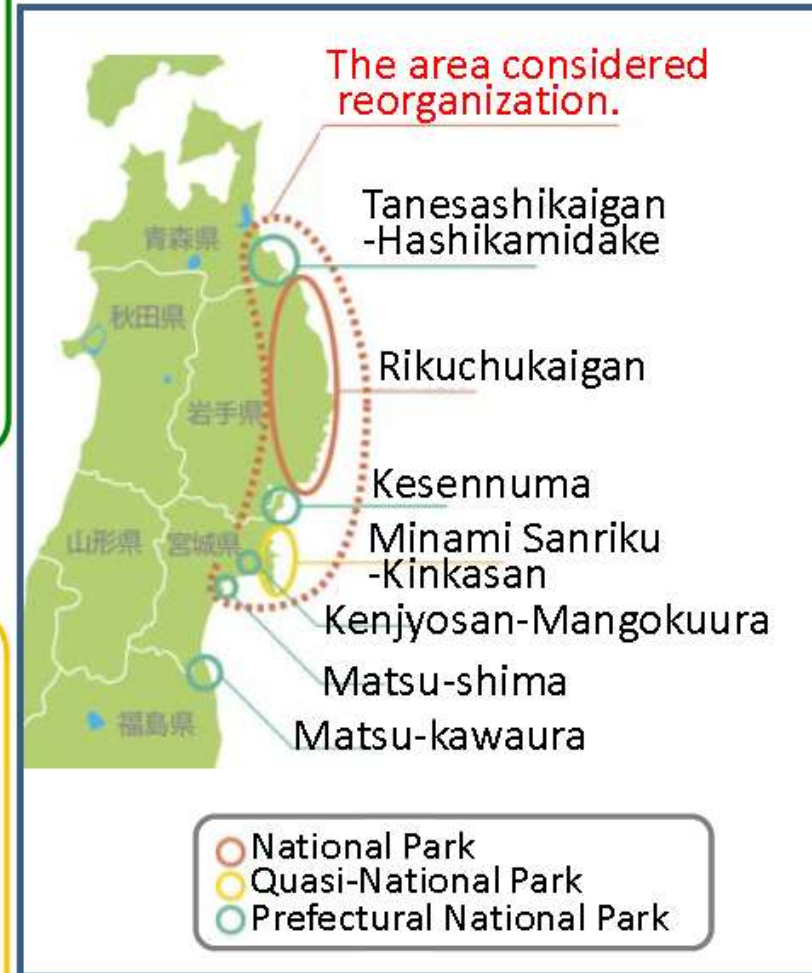 The area considered
reorganization.
Tanesashikaigan
-Hashikamidake
青森県
秋田県
Rikuchukaigan
岩手県
Kesennuma
山形県
宮城県
Minami Sanriku
-Kinkasan
Kenjyosan-Mangokuura
Matsu-shima
福島県
Matsu-kawaura
National Park
Quasi-National Park
Prefectural National Park